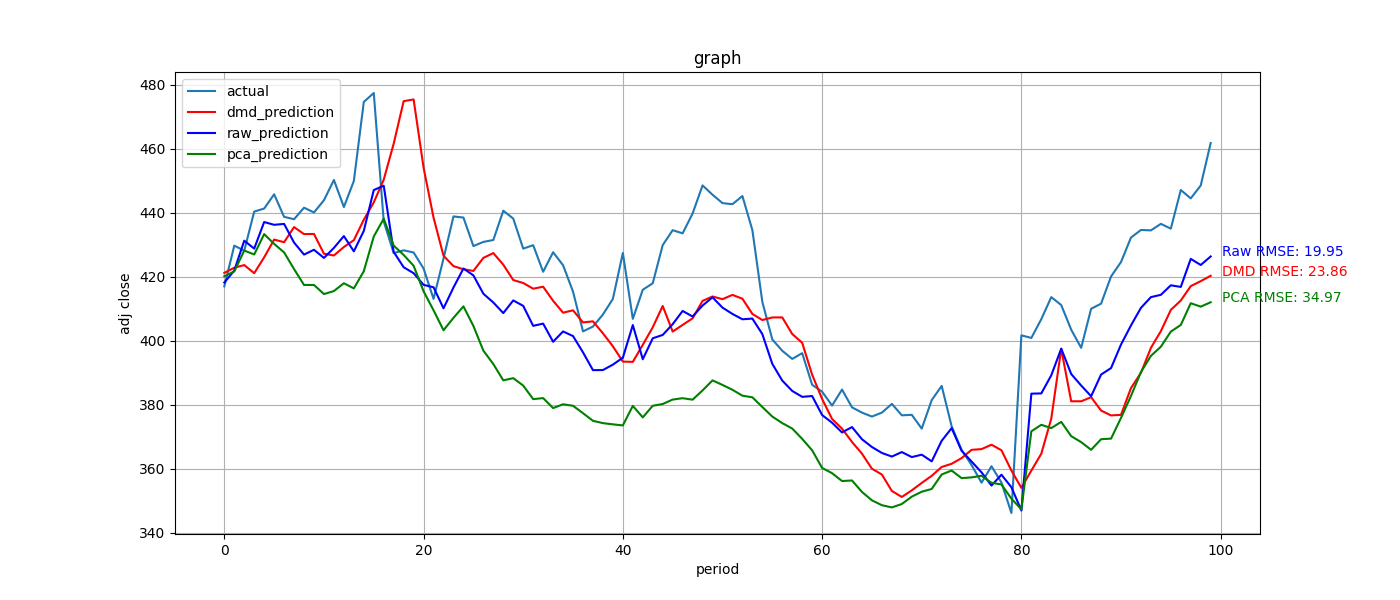 graph
actual
dmd_prediction
raw_prediction
pca_prediction
480
460
440
420
400
380
360
340
adj close
Raw RMSE: 19.95
DMD RMSE: 23.86
PCA RMSE: 34.97
0 20 40 60 80 100
period